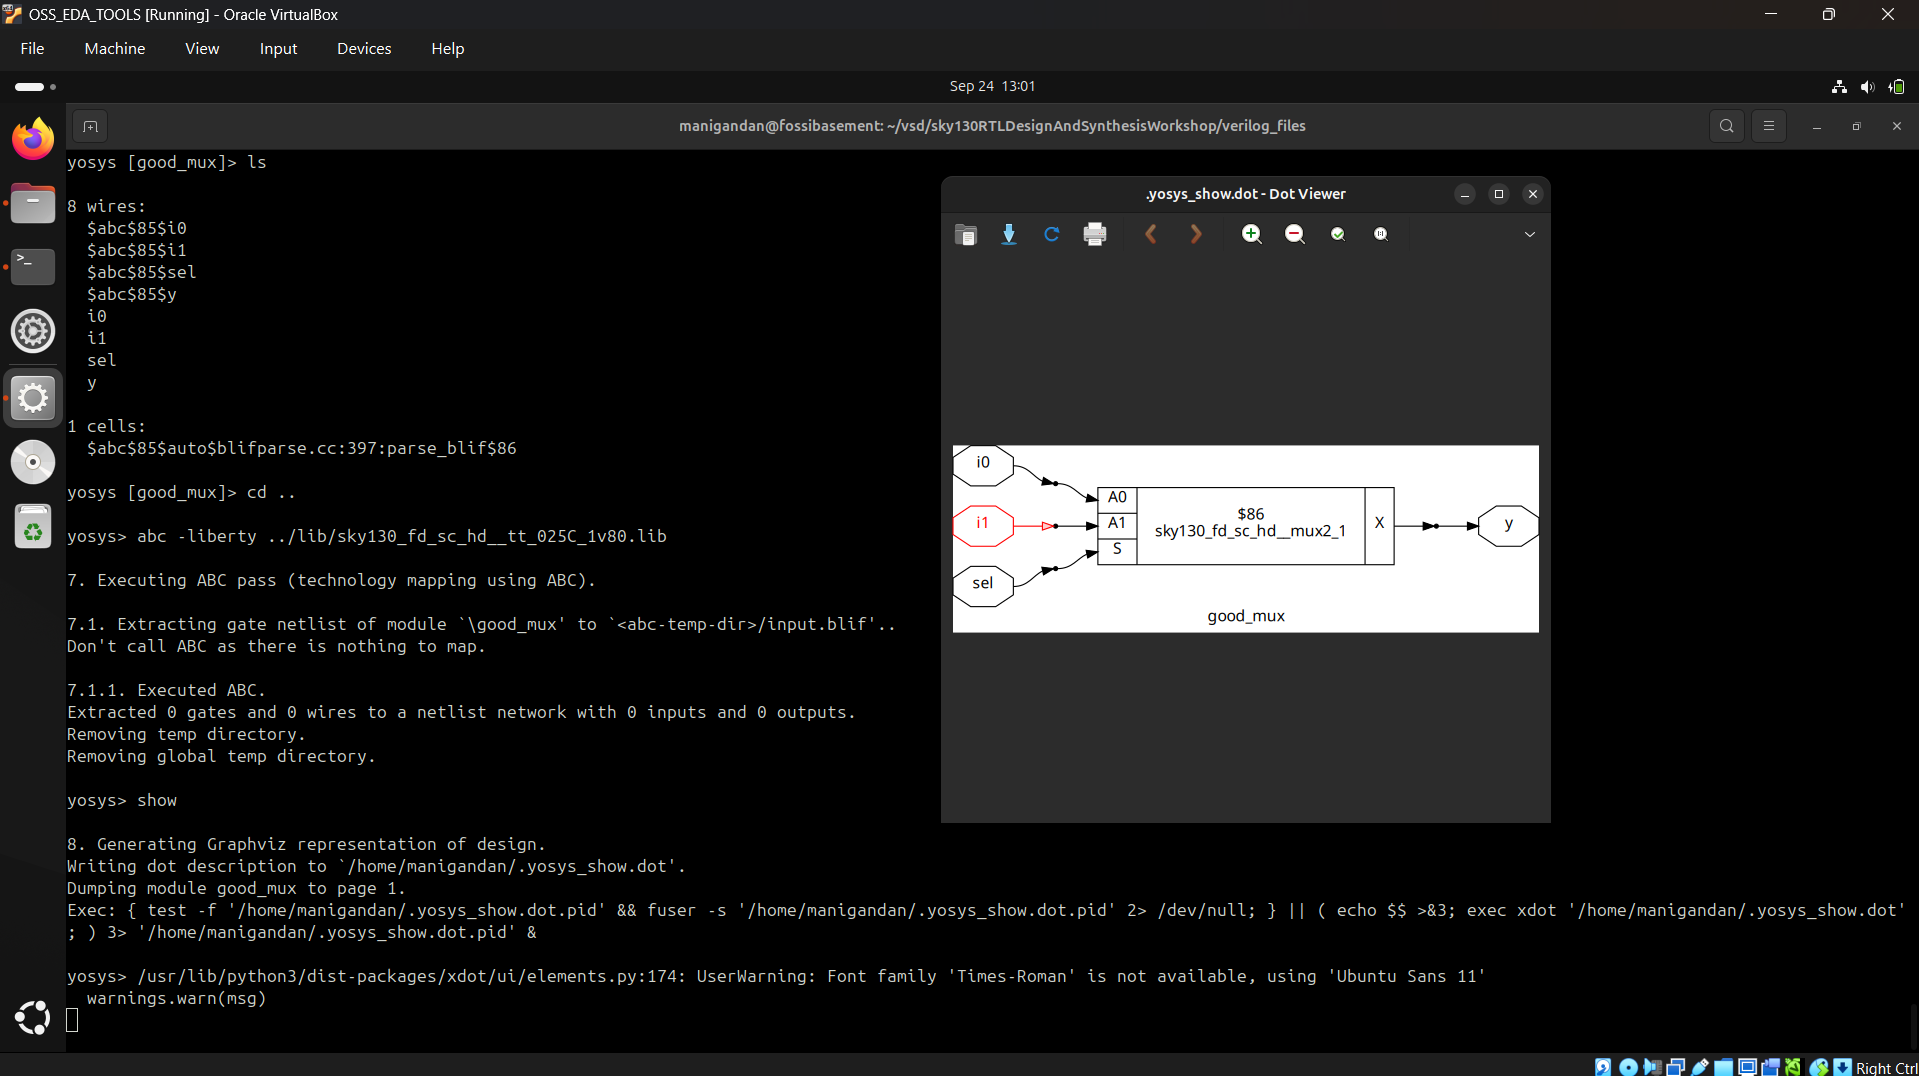 OSS_EDA_TOOLS [Running] - Oracle VirtualBox
File Machine View Input Devices Help
Sep 24 13:01
manigandan@fossibasement: ~/vsd/sky130RTLDesignAndSynthesisWorkshop/verilog_files
yosys [good_mux]> ls
8 wires:
$abc$85$i0
$abc$85$i1
$abc$85$sel
$abc$85$y
i0
i1
sel
y
1 cells:
$abc$85$auto$blifparse.cc:397:parse_blif$86
yosys [good_mux]> cd ..
yosys> abc -liberty ../lib/sky130_fd_sc_hd__tt_025C_1v80.lib
7. Executing ABC pass (technology mapping using ABC).
7.1. Extracting gate netlist of module `\good_mux' to `<abc-temp-dir>/input.blif'..
Don't call ABC as there is nothing to map.
7.1.1. Executed ABC.
Extracted 0 gates and 0 wires to a netlist network with 0 inputs and 0 outputs.
Removing temp directory.
Removing global temp directory.
yosys> show
8. Generating Graphviz representation of design.
Writing dot description to `/home/manigandan/.yosys_show.dot'.
Dumping module good_mux to page 1.
Exec: { test -f '/home/manigandan/.yosys_show.dot.pid' && fuser -s '/home/manigandan/.yosys_show.dot.pid' 2> /dev/null; } || ( echo $$ >&3; exec xdot '/home/manigandan/.yosys_show.dot'
; ) 3> '/home/manigandan/.yosys_show.dot.pid' &
yosys> /usr/lib/python3/dist-packages/xdot/ui/elements.py:174: UserWarning: Font family 'Times-Roman' is not available, using 'Ubuntu Sans 11'
warnings.warn(msg)
.yosys_show.dot - Dot Viewer
i0
i1
sel
A0
A1
S
$86
sky130_fd_sc_hd__mux2_1
X
y
good_mux
Right Ctrl